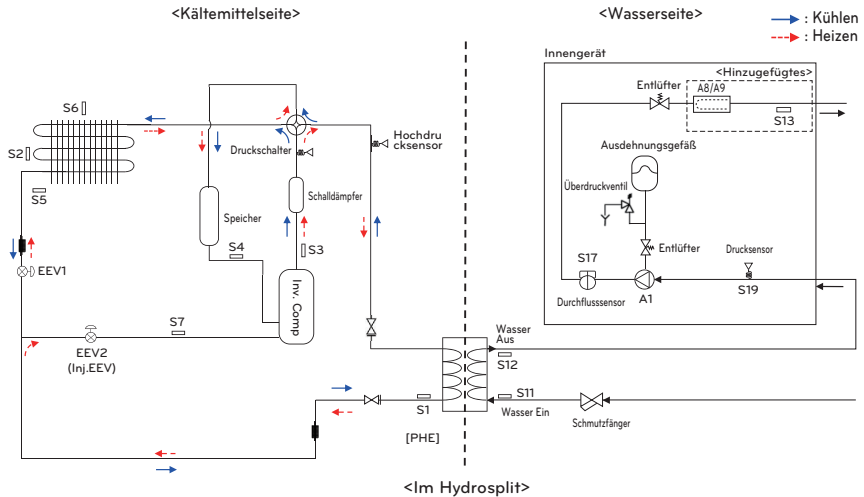 <Kältemittelseite>
<Wasserseite>
: Kühlen
: Heizen
Innengerät
<Hinzugefügtes>
Entlüfter
A8/A9
S13
S6
S2
S5
Druckschalter
Hochdru
cksensor
Schalldämpfer
Speicher
S4
S3
Inv. Comp
EEV1
EEV2
(Inj.EEV)
S7
Ausdehnungsgefäß
Überdruckventil
Entlüfter
S17
Durchflusssensor
A1
Drucksensor
S19
Wasser
Aus
S12
S11
Wasser Ein
Schmutzfänger
S1
[PHE]
<Im Hydrosplit>